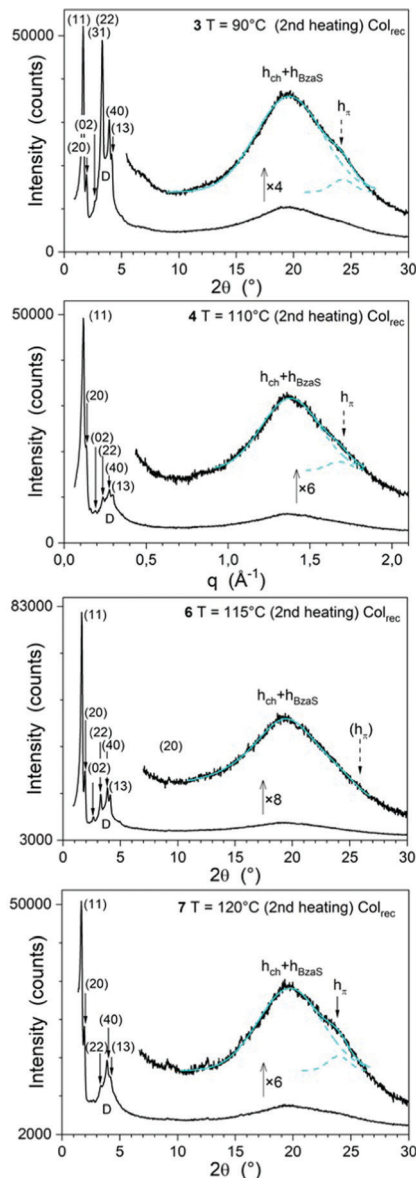 3 T = 90°C (2nd heating) Colrec
50000
0
Intensity (counts)
(11)
(31)
(22)
(02)
(20)
(40)
(13)
D
hch+hBzaS
hπ
×4
0 5 10 15 20 25 30
2θ (°)
4 T = 110°C (2nd heating) Colrec
50000
0
Intensity (counts)
(11)
(20)
(02)
(22)
(40)
(13)
D
hch+hBzaS
hπ
×6
0,0 0,5 1,0 1,5 2,0
q (Å-1)
6 T = 115°C (2nd heating) Colrec
83000
3000
Intensity (counts)
(11)
(20)
(22)
(40)
(02)
(13)
D
(20)
hch+hBzaS
(hπ)
×8
0 5 10 15 20 25 30
2θ (°)
7 T = 120°C (2nd heating) Colrec
50000
2000
Intensity (counts)
(11)
(20)
(40)
(22)
(13)
D
hch+hBzaS
hπ
×6
0 5 10 15 20 25 30
2θ (°)